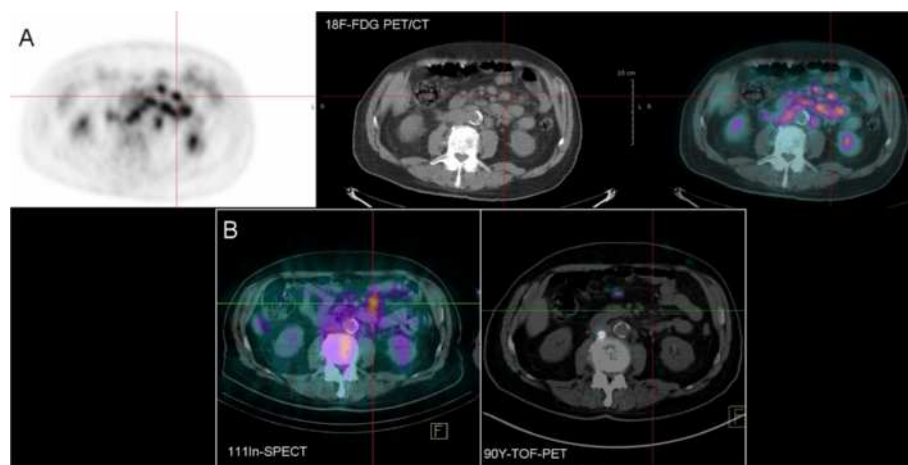 A
18F-FDG PET/CT
10 cm
L
R
L
R
B
111In-SPECT
F
90Y-TOF-PET
F